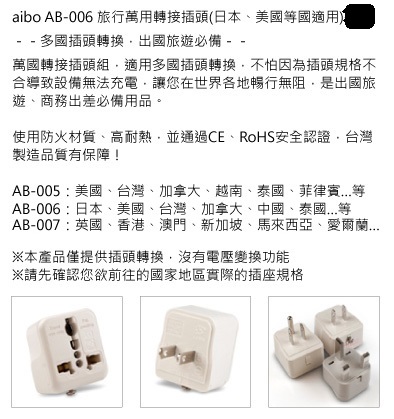 aibo AB-006 旅行萬用轉接插頭(日本、美國等國適用)
－－多國插頭轉換．出國旅遊必備－－
萬國轉接插頭組．適用多國插頭轉換．不怕因為插頭規格不
合導致設備無法充電．讓您在世界各地暢行無阻．是出國旅
遊、商務出差必備用品。
使用防火材質、高耐熱．並通過CE、RoHS安全認證．台灣
製造品質有保障！
AB-005：美國、台灣、加拿大、越南、泰國、菲律賓...等
AB-006：日本、美國、台灣、加拿大、中國、泰國...等
AB-007：英國、香港、澳門、新加坡、馬來西亞、愛爾蘭...
※本產品僅提供插頭轉換．沒有電壓變換功能
※請先確認您欲前往的國家地區實際的插座規格